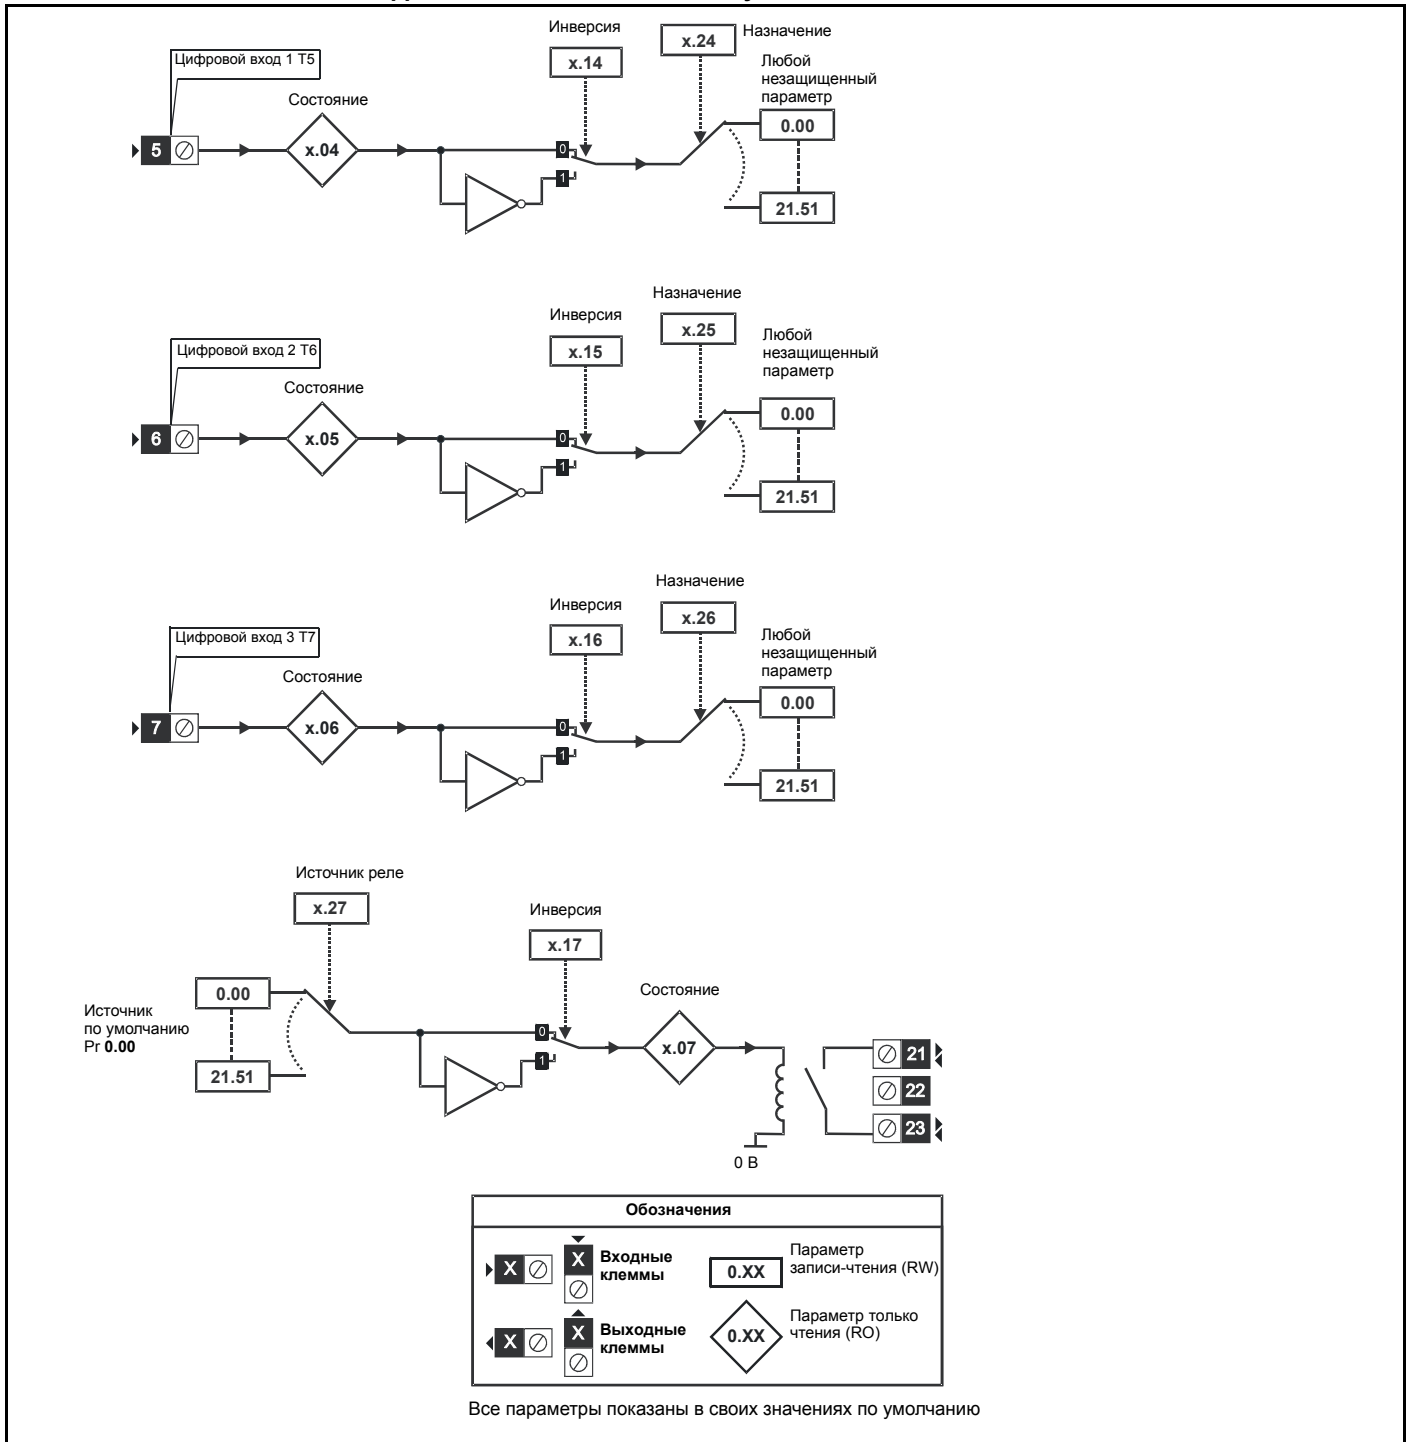 Инверсия
Назначение
x.24
Цифровой вход 1 T5
x.14
Любой
незащищенный
параметр
Состояние
0.00
5
x.04
0
1
21.51
Назначение
Инверсия
x.25
Цифровой вход 2 T6
x.15
Любой
незащищенный
параметр
Состояние
0.00
6
x.05
0
1
21.51
Назначение
Инверсия
x.26
Цифровой вход 3 T7
x.16
Любой
незащищенный
параметр
Состояние
0.00
7
x.06
0
1
21.51
Источник реле
x.27
Инверсия
x.17
Состояние
0.00
Источник
по умолчанию
Pr 0.00
0
1
x.07
21.51
21
22
23
0 В
Обозначения
X
X
Входные
клеммы
0.XX
Параметр
записи-чтения (RW)
X
X
Выходные
клеммы
0.XX
Параметр только
чтения (RO)
Все параметры показаны в своих значениях по умолчанию